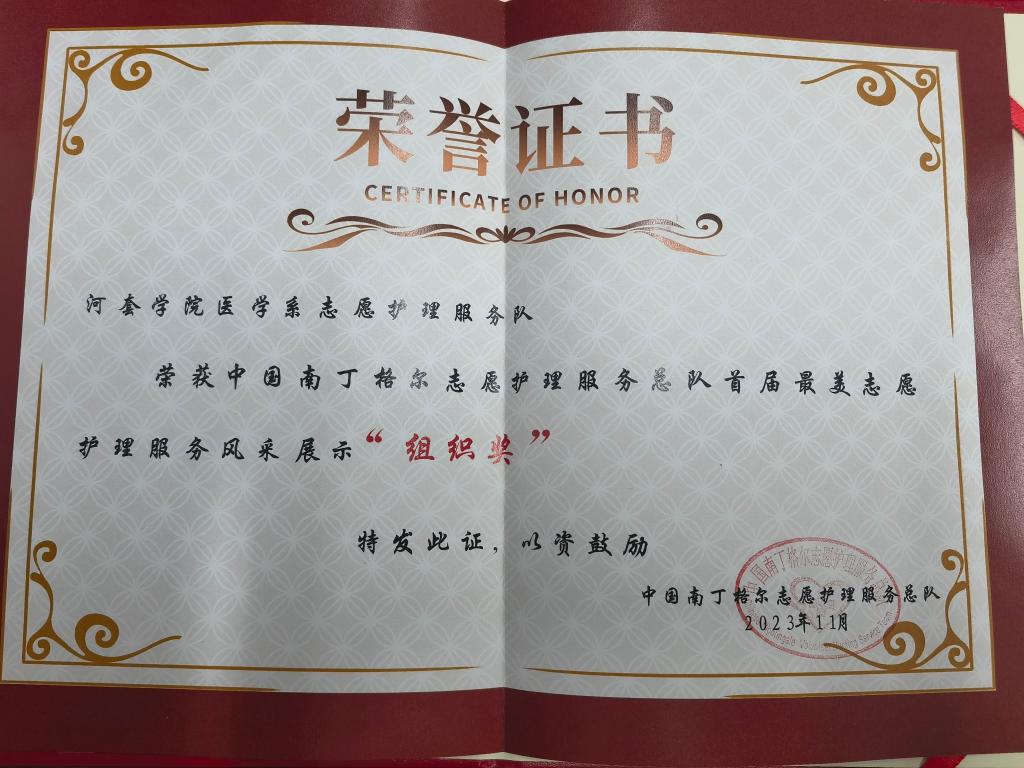 荣誉证书
CERTIFICATE OF HONOR
河套学院医学系志愿护理服务队
荣获中国南丁格尔志愿护理服务总队首届最美志愿
护理服务风采展示“组织奖”
特发此证,以资鼓励
中国南丁格尔志愿护理服务总队
2023年11月